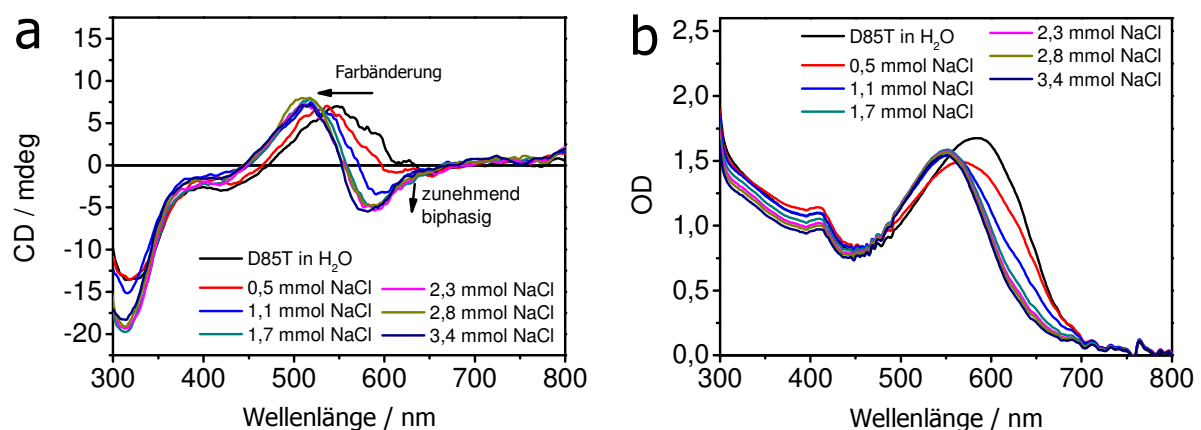 a
15
10
5
0
-5
-10
-15
-20
CD / mdeg
Farbänderung
zunehmend
biphasig
D85T in H₂O
0,5 mmol NaCl
1,1 mmol NaCl
1,7 mmol NaCl
2,3 mmol NaCl
2,8 mmol NaCl
3,4 mmol NaCl
300 400 500 600 700 800
Wellenlänge / nm
b
2,5
2,0
1,5
1,0
0,5
0,0
OD
D85T in H₂O
0,5 mmol NaCl
1,1 mmol NaCl
1,7 mmol NaCl
2,3 mmol NaCl
2,8 mmol NaCl
3,4 mmol NaCl
300 400 500 600 700 800
Wellenlänge / nm